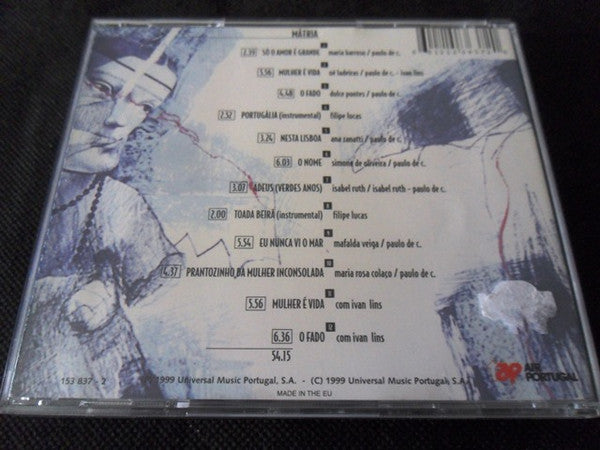 MÁTRIA
1
2.39 SÓ O AMOR É GRANDE maria barroso / paulo de c.
2
5.56 MULHER É VIDA né ladeiras / paulo de c. - ivan lins
3
4.48 O FADO dulce pontes / paulo de c.
4
2.32 PORTUGÁLIA (instrumental) filipe lucas
5
3.24 NESTA LISBOA ana zanatti / paulo de c.
6
6.03 O NOME simone de oliveira / paulo de c.
7
3.07 ADEUS (VERDES ANOS) isabel ruth / isabel ruth - paulo de c.
8
2.00 TOADA BEIRÃ (instrumental) filipe lucas
9
5.54 EU NUNCA VI O MAR mafalda veiga / paulo de c.
10
4.37 PRANTOZINHO DA MULHER INCONSOLADA maria rosa colaço / paulo de c.
11
5.56 MULHER É VIDA com ivan lins
12
6.36 O FADO com ivan lins
54.15
153 837 - 2
1999 Universal Music Portugal, S.A. - (C) 1999 Universal Music Portugal, S.A.
MADE IN THE EU
AIR PORTUGAL